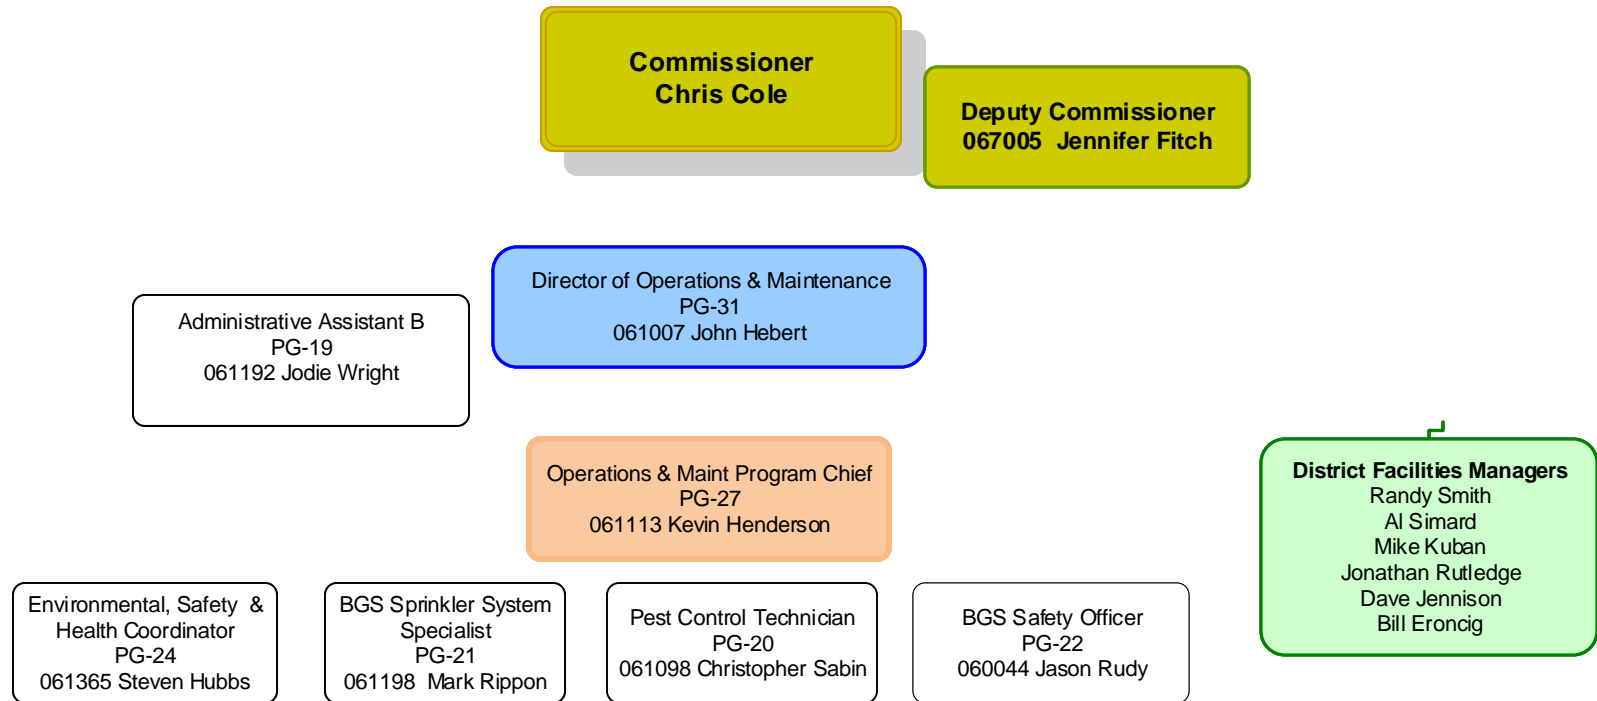 Commissioner
Chris Cole
Deputy Commissioner
067005 Jennifer Fitch
Director of Operations & Maintenance
PG-31
061007 John Hebert
Administrative Assistant B
PG-19
061192 Jodie Wright
Operations & Maint Program Chief
PG-27
061113 Kevin Henderson
District Facilities Managers
Randy Smith
Al Simard
Mike Kuban
Jonathan Rutledge
Dave Jennison
Bill Eroncig
Environmental, Safety &
Health Coordinator
PG-24
061365 Steven Hubbs
BGS Sprinkler System
Specialist
PG-21
061198 Mark Rippon
Pest Control Technician
PG-20
061098 Christopher Sabin
BGS Safety Officer
PG-22
060044 Jason Rudy